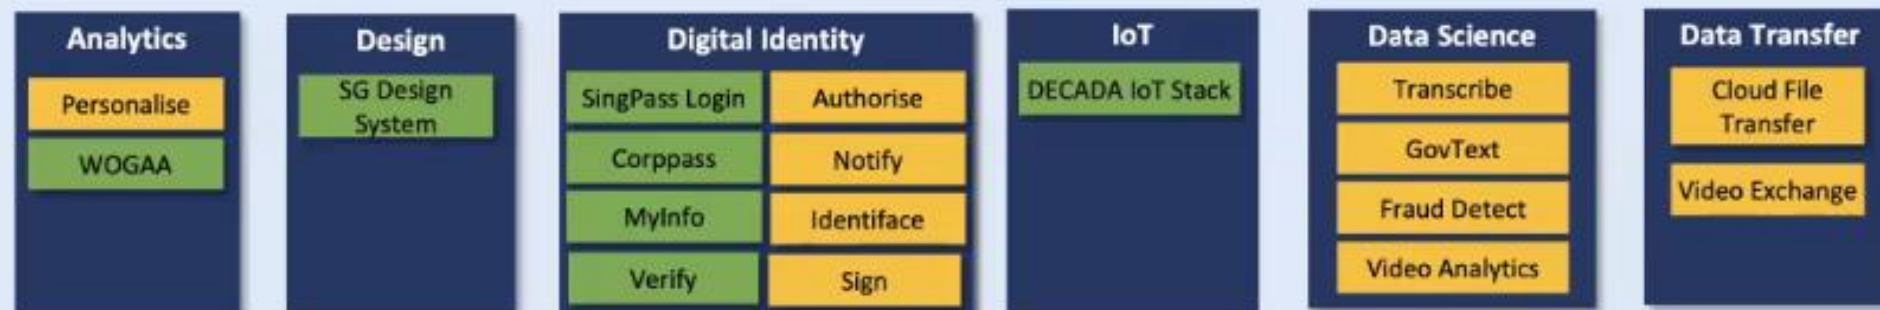 Analytics
Personalise
WOGAA
Design
SG Design
System
Digital Identity
SingPass Login
Authorise
Corppass
Notify
MyInfo
Identiface
Verify
Sign
IoT
DECADA IoT Stack
Data Science
Transcribe
GovText
Fraud Detect
Video Analytics
Data Transfer
Cloud File
Transfer
Video Exchange